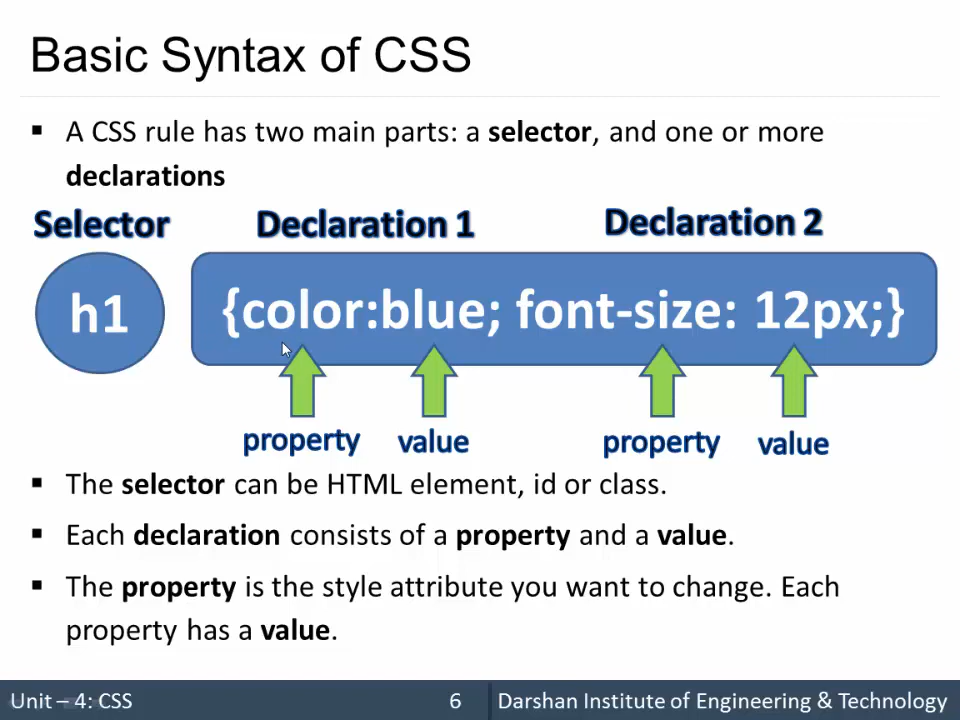 Basic Syntax of CSS
▪ A CSS rule has two main parts: a selector, and one or more
declarations
Selector Declaration 1 Declaration 2
h1 {color:blue; font-size: 12px;}
property value property value
▪ The selector can be HTML element, id or class.
▪ Each declaration consists of a property and a value.
▪ The property is the style attribute you want to change. Each
property has a value.
Unit – 4: CSS 6 Darshan Institute of Engineering & Technology